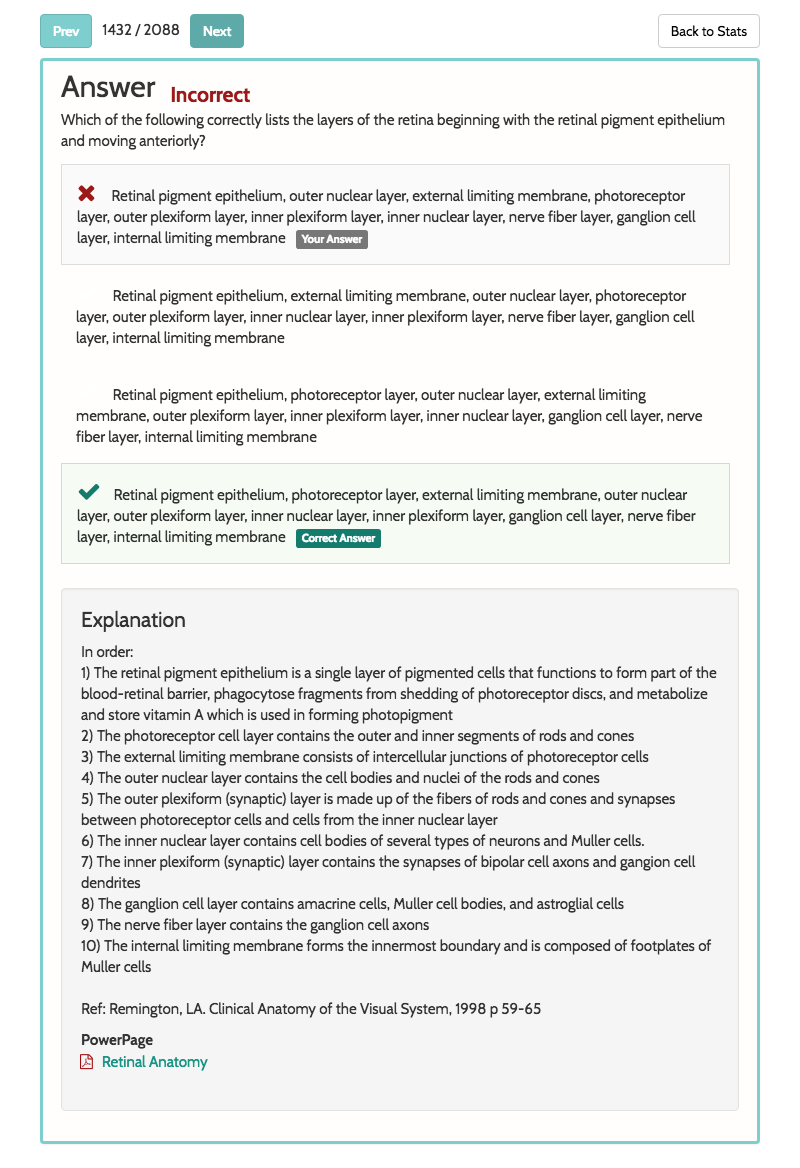 Prev 1432 / 2088 Next Back to Stats
Answer Incorrect
Which of the following correctly lists the layers of the retina beginning with the retinal pigment epithelium
and moving anteriorly?
Retinal pigment epithelium, outer nuclear layer, external limiting membrane, photoreceptor
layer, outer plexiform layer, inner plexiform layer, inner nuclear layer, nerve fiber layer, ganglion cell
layer, internal limiting membrane Your Answer
Retinal pigment epithelium, external limiting membrane, outer nuclear layer, photoreceptor
layer, outer plexiform layer, inner nuclear layer, inner plexiform layer, nerve fiber layer, ganglion cell
layer, internal limiting membrane
Retinal pigment epithelium, photoreceptor layer, outer nuclear layer, external limiting
membrane, outer plexiform layer, inner plexiform layer, inner nuclear layer, ganglion cell layer, nerve
fiber layer, internal limiting membrane
Retinal pigment epithelium, photoreceptor layer, external limiting membrane, outer nuclear
layer, outer plexiform layer, inner nuclear layer, inner plexiform layer, ganglion cell layer, nerve fiber
layer, internal limiting membrane Correct Answer
Explanation
In order:
1) The retinal pigment epithelium is a single layer of pigmented cells that functions to form part of the
blood-retinal barrier, phagocytose fragments from shedding of photoreceptor discs, and metabolize
and store vitamin A which is used in forming photopigment
2) The photoreceptor cell layer contains the outer and inner segments of rods and cones
3) The external limiting membrane consists of intercellular junctions of photoreceptor cells
4) The outer nuclear layer contains the cell bodies and nuclei of the rods and cones
5) The outer plexiform (synaptic) layer is made up of the fibers of rods and cones and synapses
between photoreceptor cells and cells from the inner nuclear layer
6) The inner nuclear layer contains cell bodies of several types of neurons and Muller cells.
7) The inner plexiform (synaptic) layer contains the synapses of bipolar cell axons and gangion cell
dendrites
8) The ganglion cell layer contains amacrine cells, Muller cell bodies, and astroglial cells
9) The nerve fiber layer contains the ganglion cell axons
10) The internal limiting membrane forms the innermost boundary and is composed of footplates of
Muller cells
Ref: Remington, LA. Clinical Anatomy of the Visual System, 1998 p 59-65
PowerPage
Retinal Anatomy